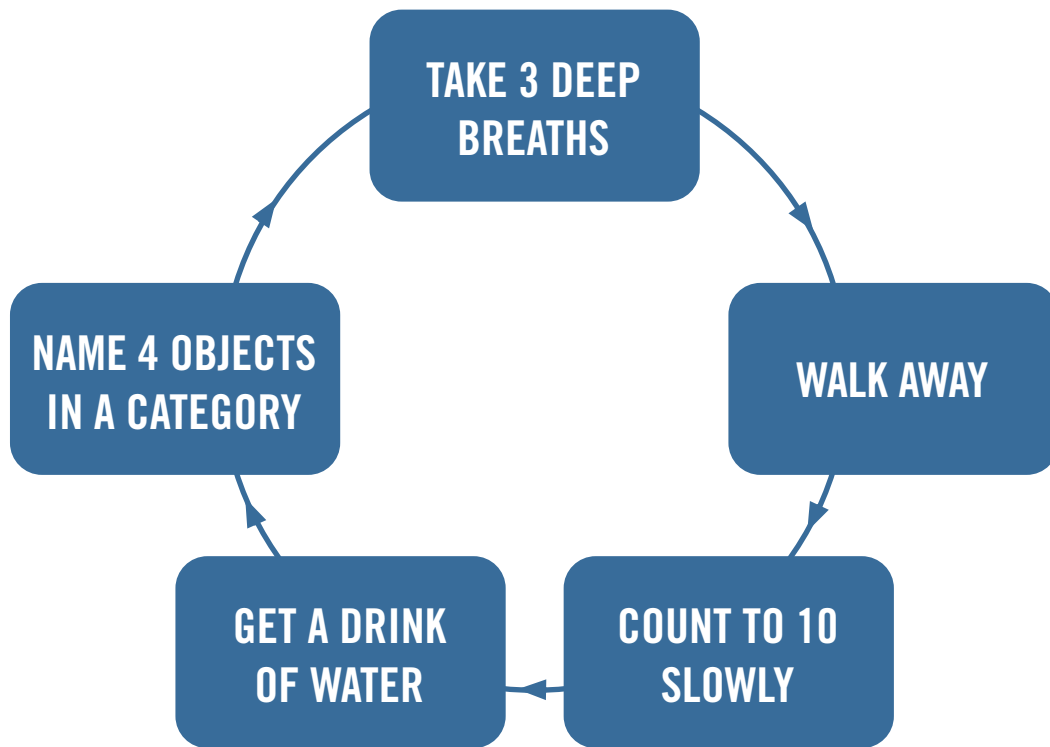 TAKE 3 DEEP
BREATHS
WALK AWAY
COUNT TO 10
SLOWLY
GET A DRINK
OF WATER
NAME 4 OBJECTS
IN A CATEGORY